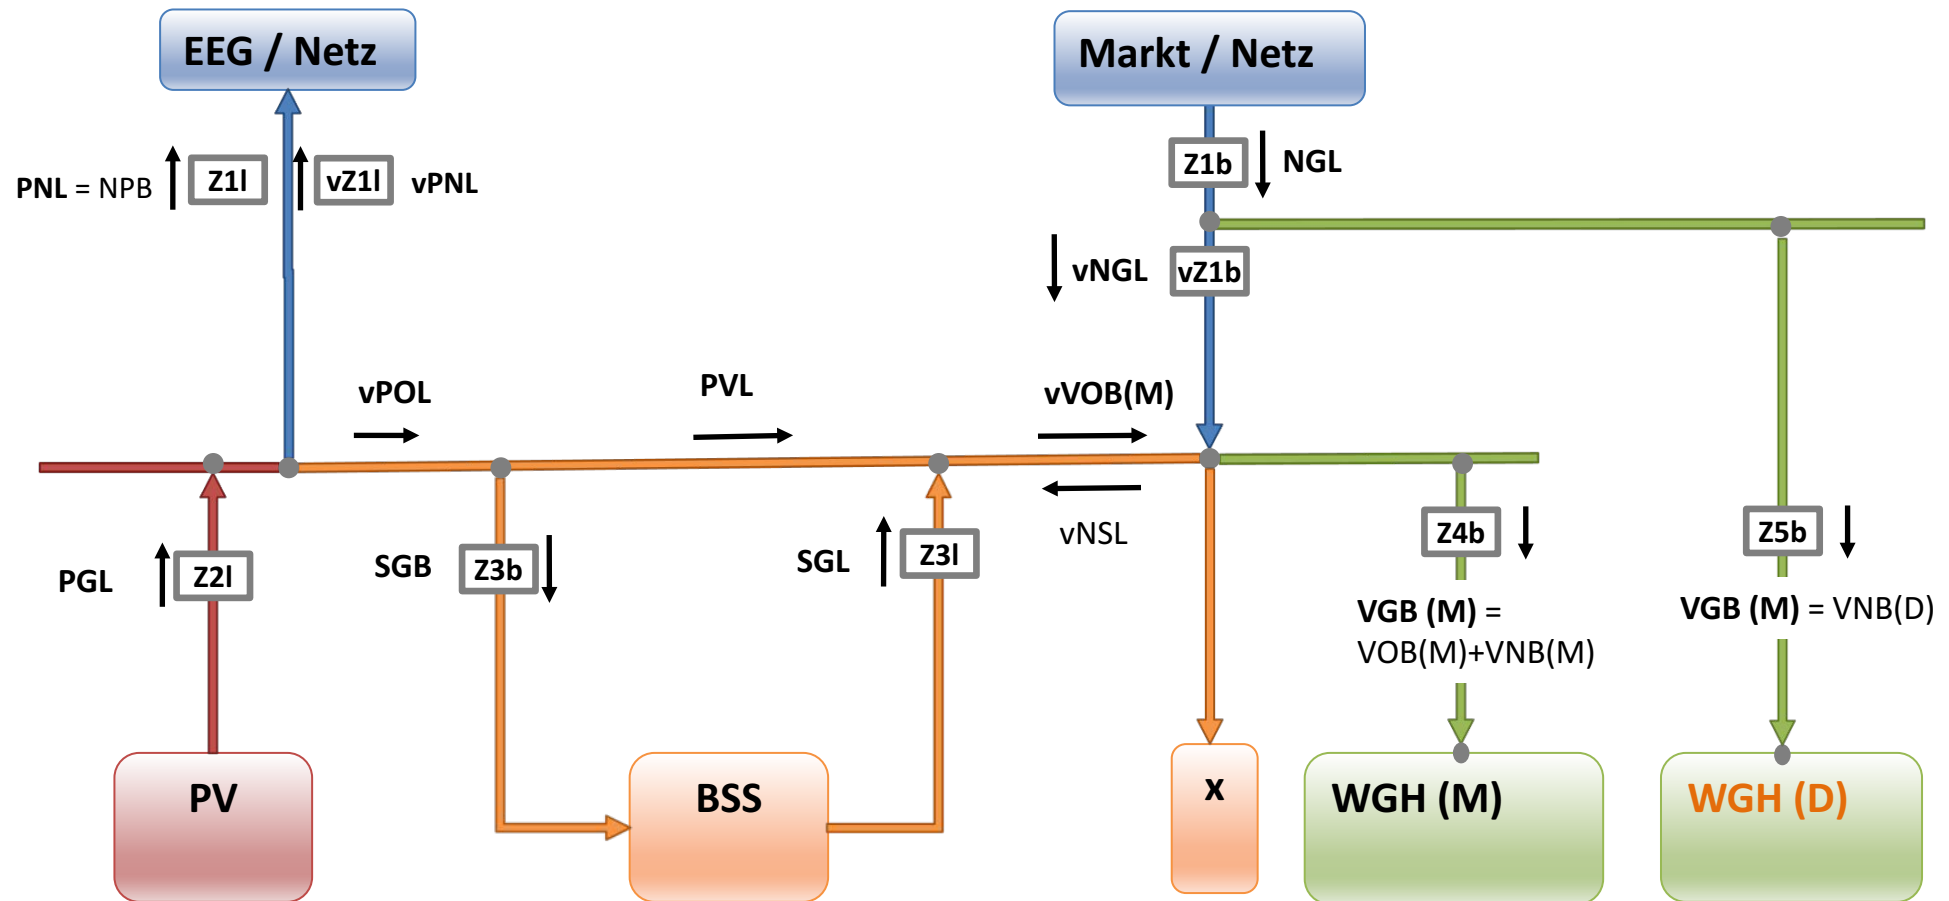 EEG / Netz
Markt / Netz
PNL = NPB
Z1l
vZ1l
vPNL
Z1b
NGL
vNGL
vZ1b
vPOL
PVL
vVOB(M)
vNSL
PGL
Z2l
SGB
Z3b
SGL
Z3l
Z4b
Z5b
VGB (M) =
VOB(M)+VNB(M)
VGB (M) = VNB(D)
PV
BSS
x
WGH (M)
WGH (D)